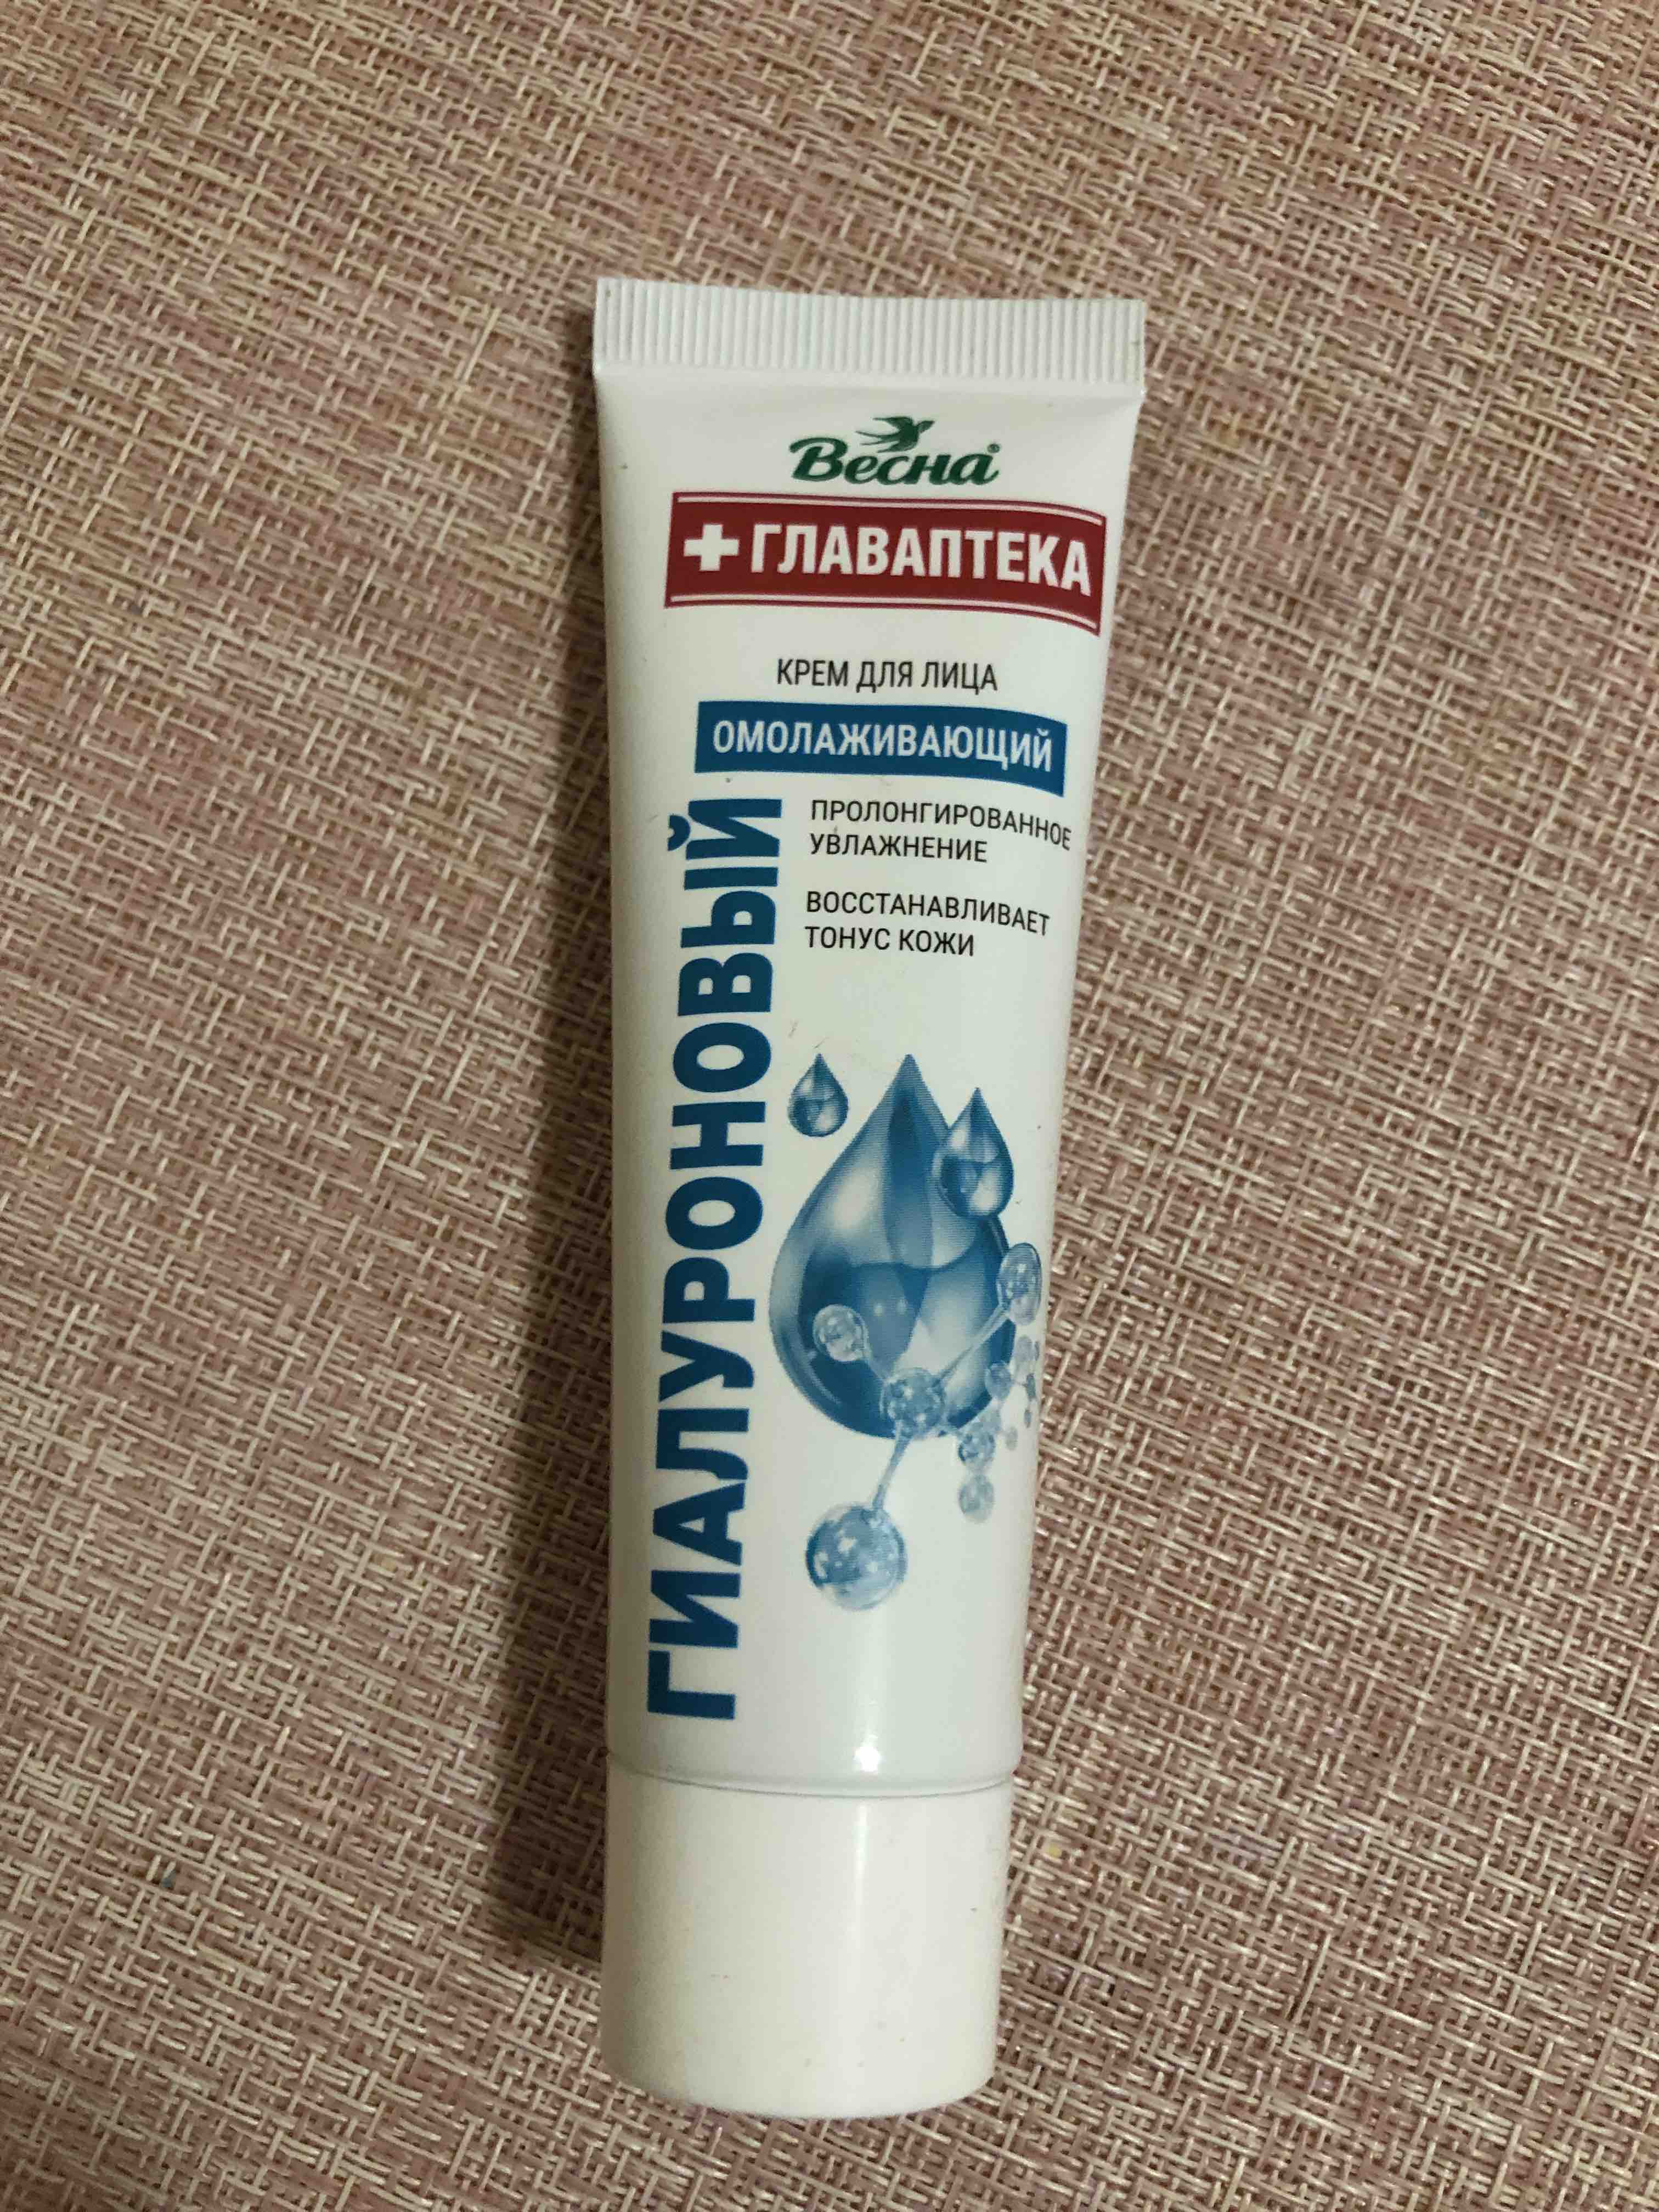 Весна®
+ ГЛАВАПТЕКА
КРЕМ ДЛЯ ЛИЦА
ОМОЛАЖИВАЮЩИЙ
ГИАЛУРОНОВЫЙ
ПРОЛОНГИРОВАННОЕ
УВЛАЖНЕНИЕ
ВОССТАНАВЛИВАЕТ
ТОНУС КОЖИ